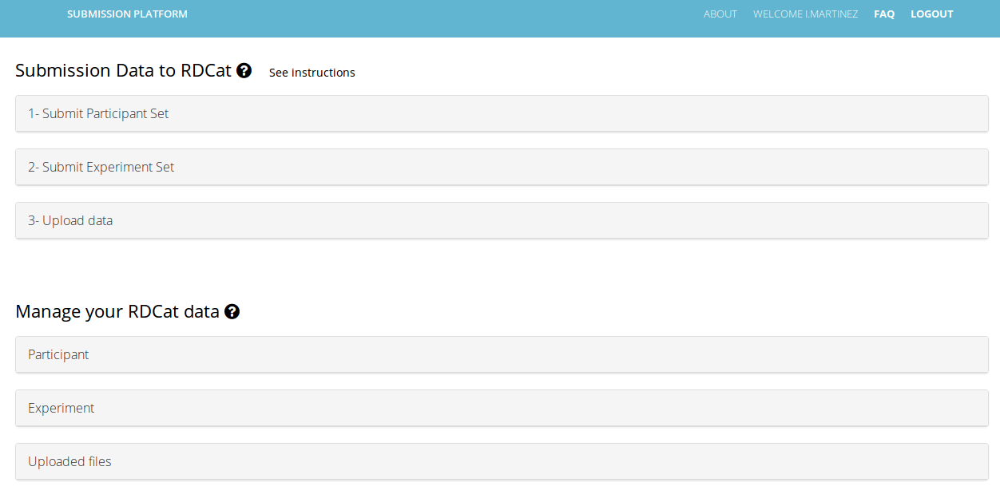 SUBMISSION PLATFORM ABOUT WELCOME I.MARTINEZ FAQ LOGOUT
Submission Data to RDCat ? See instructions
1- Submit Participant Set
2- Submit Experiment Set
3- Upload data
Manage your RDCat data ?
Participant
Experiment
Uploaded files